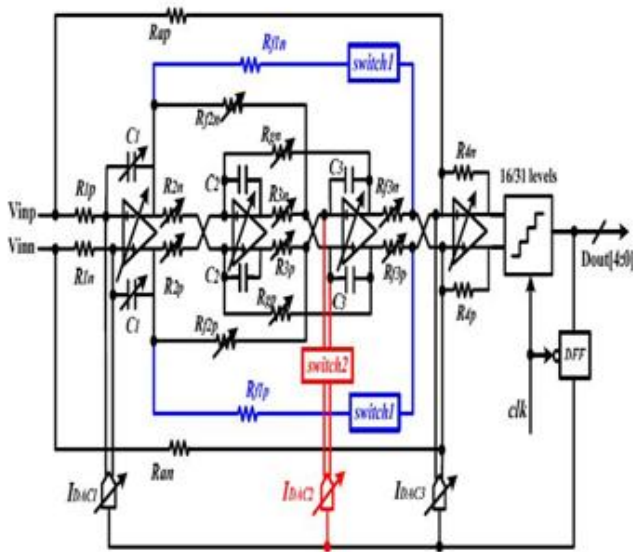 Rap
Rf1n
switch1
Rf2n
Rgn
C1
C2
C3
R4n
16/31 levels
R1p
R2n
R3n
Rf3n
Vinp
Vinn
Dout[4:0]
R1n
R2p
C2
R3p
C3
Rf3p
R4p
C1
Rgp
Rf2p
switch2
DFF
Rf1p
switch1
clk
Ran
IDAC1
IDAC2
IDAC3